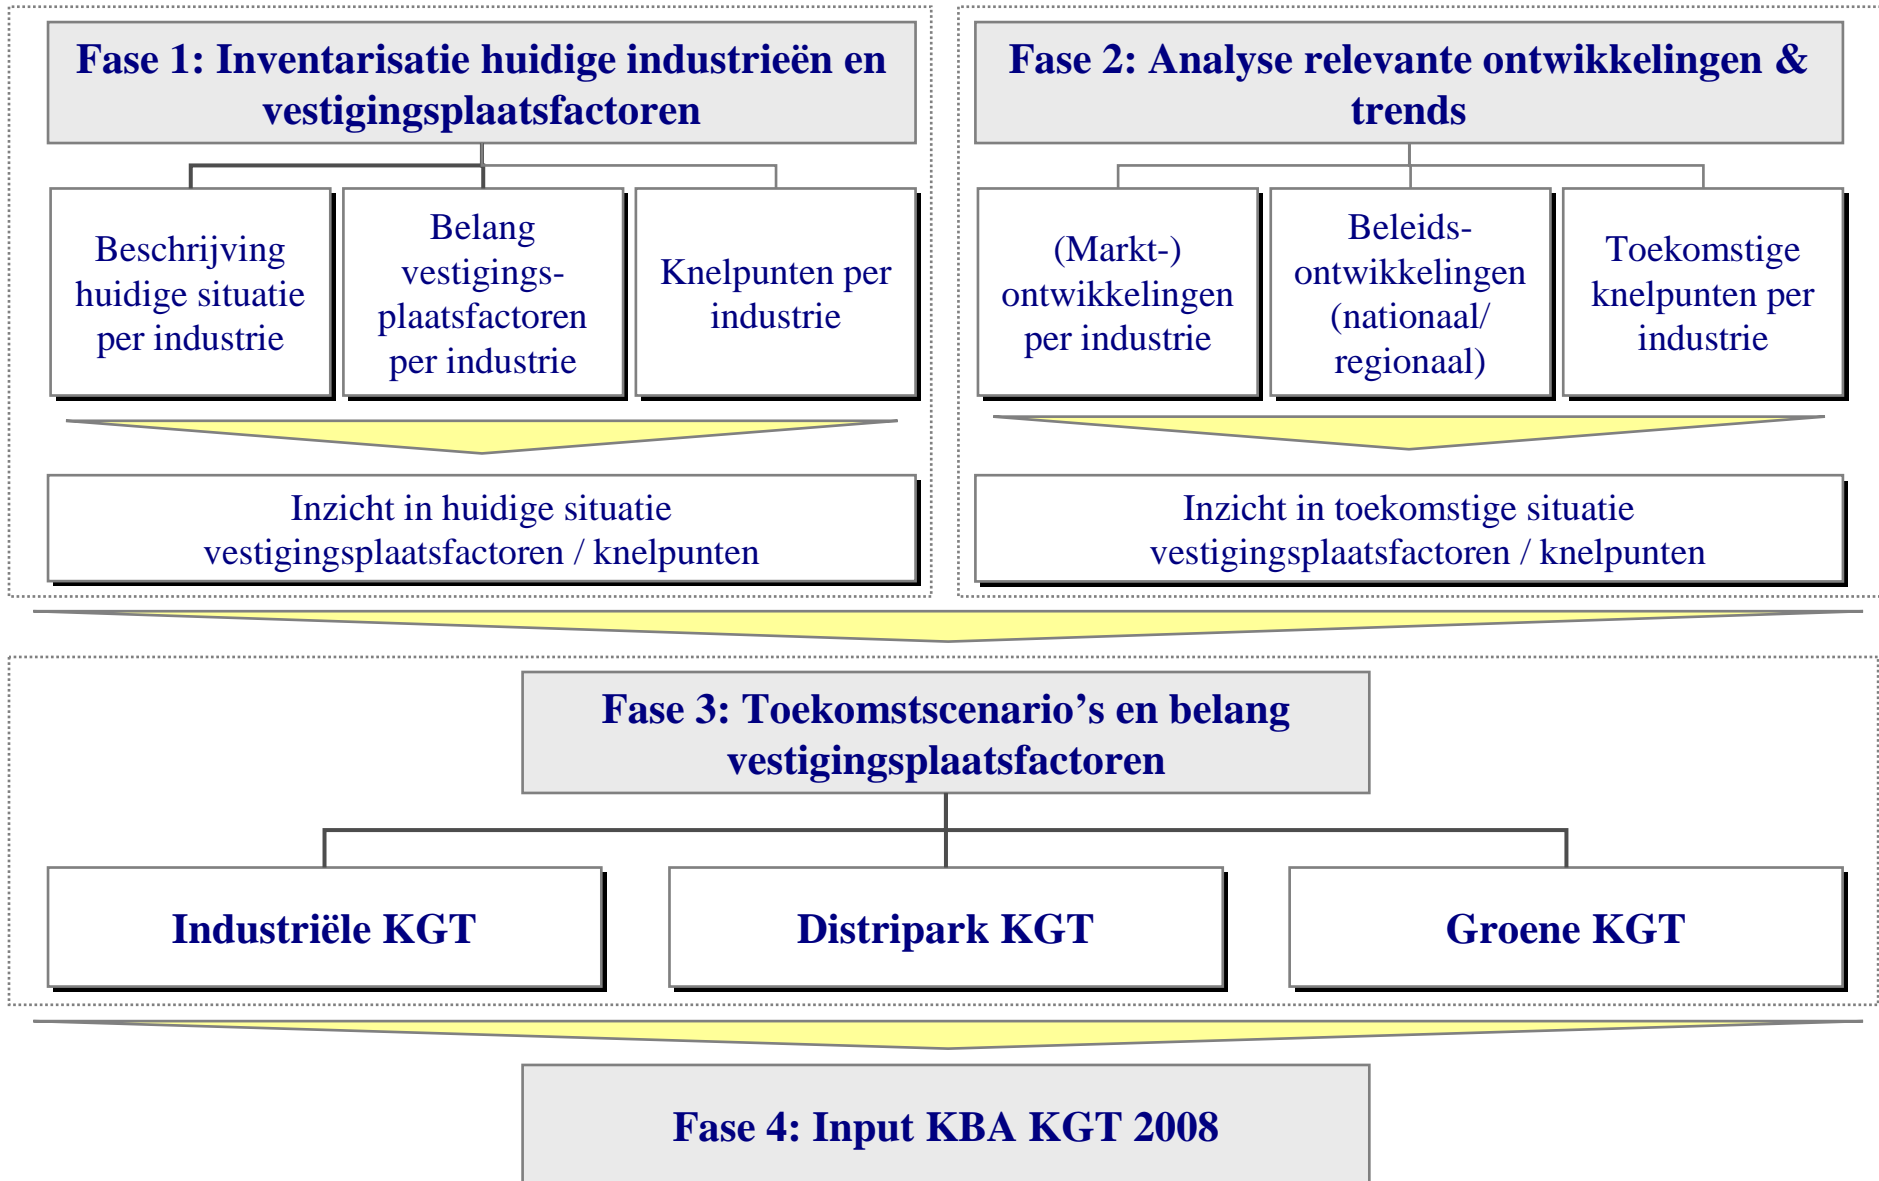 Fase 1: Inventarisatie huidige industrieën en
vestigingsplaatsfactoren
Beschrijving
huidige situatie
per industrie
Belang
vestigings-
plaatsfactoren
per industrie
Knelpunten per
industrie
Inzicht in huidige situatie
vestigingsplaatsfactoren / knelpunten
Fase 2: Analyse relevante ontwikkelingen &
trends
(Markt-)
ontwikkelingen
per industrie
Beleids-
ontwikkelingen
(nationaal/
regionaal)
Toekomstige
knelpunten per
industrie
Inzicht in toekomstige situatie
vestigingsplaatsfactoren / knelpunten
Fase 3: Toekomstscenario’s en belang
vestigingsplaatsfactoren
Industriële KGT
Distripark KGT
Groene KGT
Fase 4: Input KBA KGT 2008